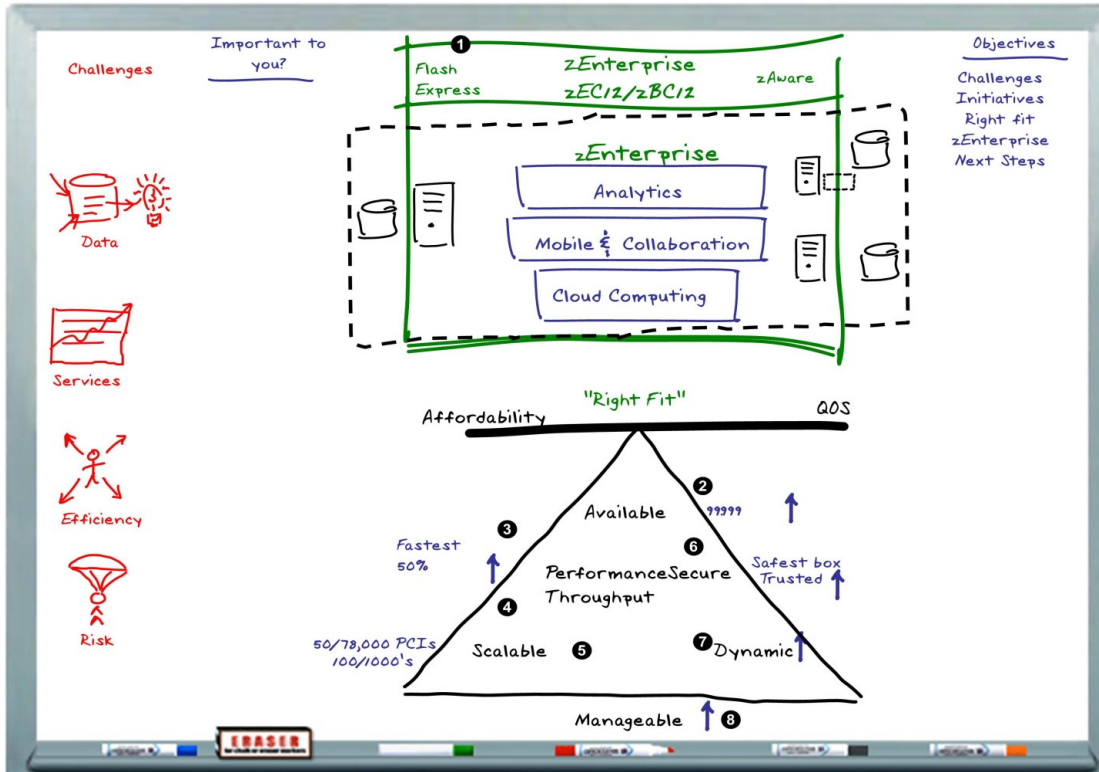 Challenges
Data
Services
Efficiency
Risk
Important to
you?
1
Flash
Express
zEnterprise
zEC12/zBC12
zAware
zEnterprise
Analytics
Mobile & Collaboration
Cloud Computing
Objectives
Challenges
Initiatives
Right fit
zEnterprise
Next Steps
"Right Fit"
Affordability
QOS
2
Available
99999
3
Fastest
50%
6
Performance
Throughput
Secure
Safest box
Trusted
4
50/78,000 PCIs
100/1000's
Scalable
5
7
Dynamic
Manageable
8
ERASER